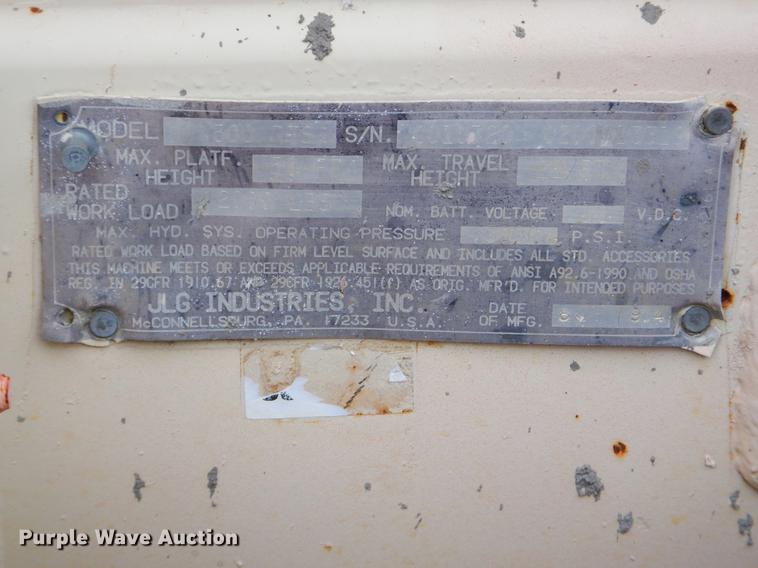 MODEL S/N.
MAX. PLATF. HEIGHT MAX. TRAVEL HEIGHT
RATED WORK LOAD NOM. BATT. VOLTAGE V.D.C.
MAX. HYD. SYS. OPERATING PRESSURE P.S.I.
RATED WORK LOAD BASED ON FIRM LEVEL SURFACE AND INCLUDES ALL STD. ACCESSORIES
THIS MACHINE MEETS OR EXCEEDS APPLICABLE REQUIREMENTS OF ANSI A92.6-1990 AND OSHA
REG. IN 29CFR 1910.67 AND 29CFR 1926.451(f) AS ORIG. MFR'D. FOR INTENDED PURPOSES
JLG INDUSTRIES, INC.
McCONNELLSBURG, PA. 17233 U.S.A. DATE OF MFG.
Purple Wave Auction